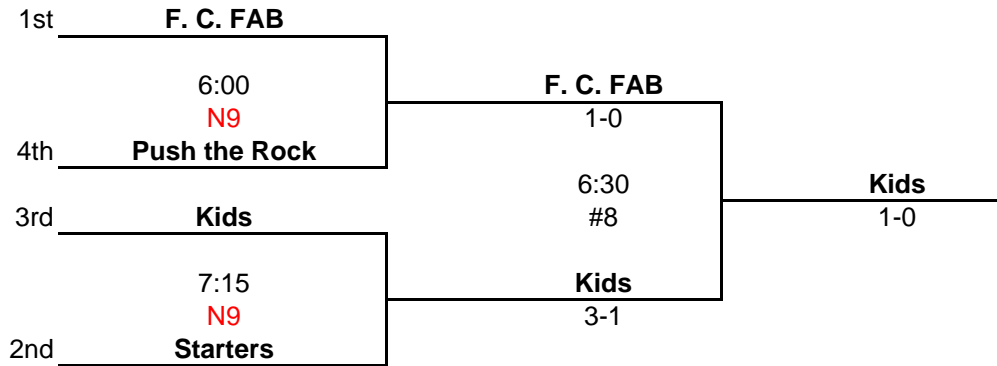 1st F. C. FAB
6:00
N9
4th Push the Rock
3rd Kids
7:15
N9
2nd Starters
F. C. FAB
1-0
6:30
#8
Kids
3-1
Kids
1-0